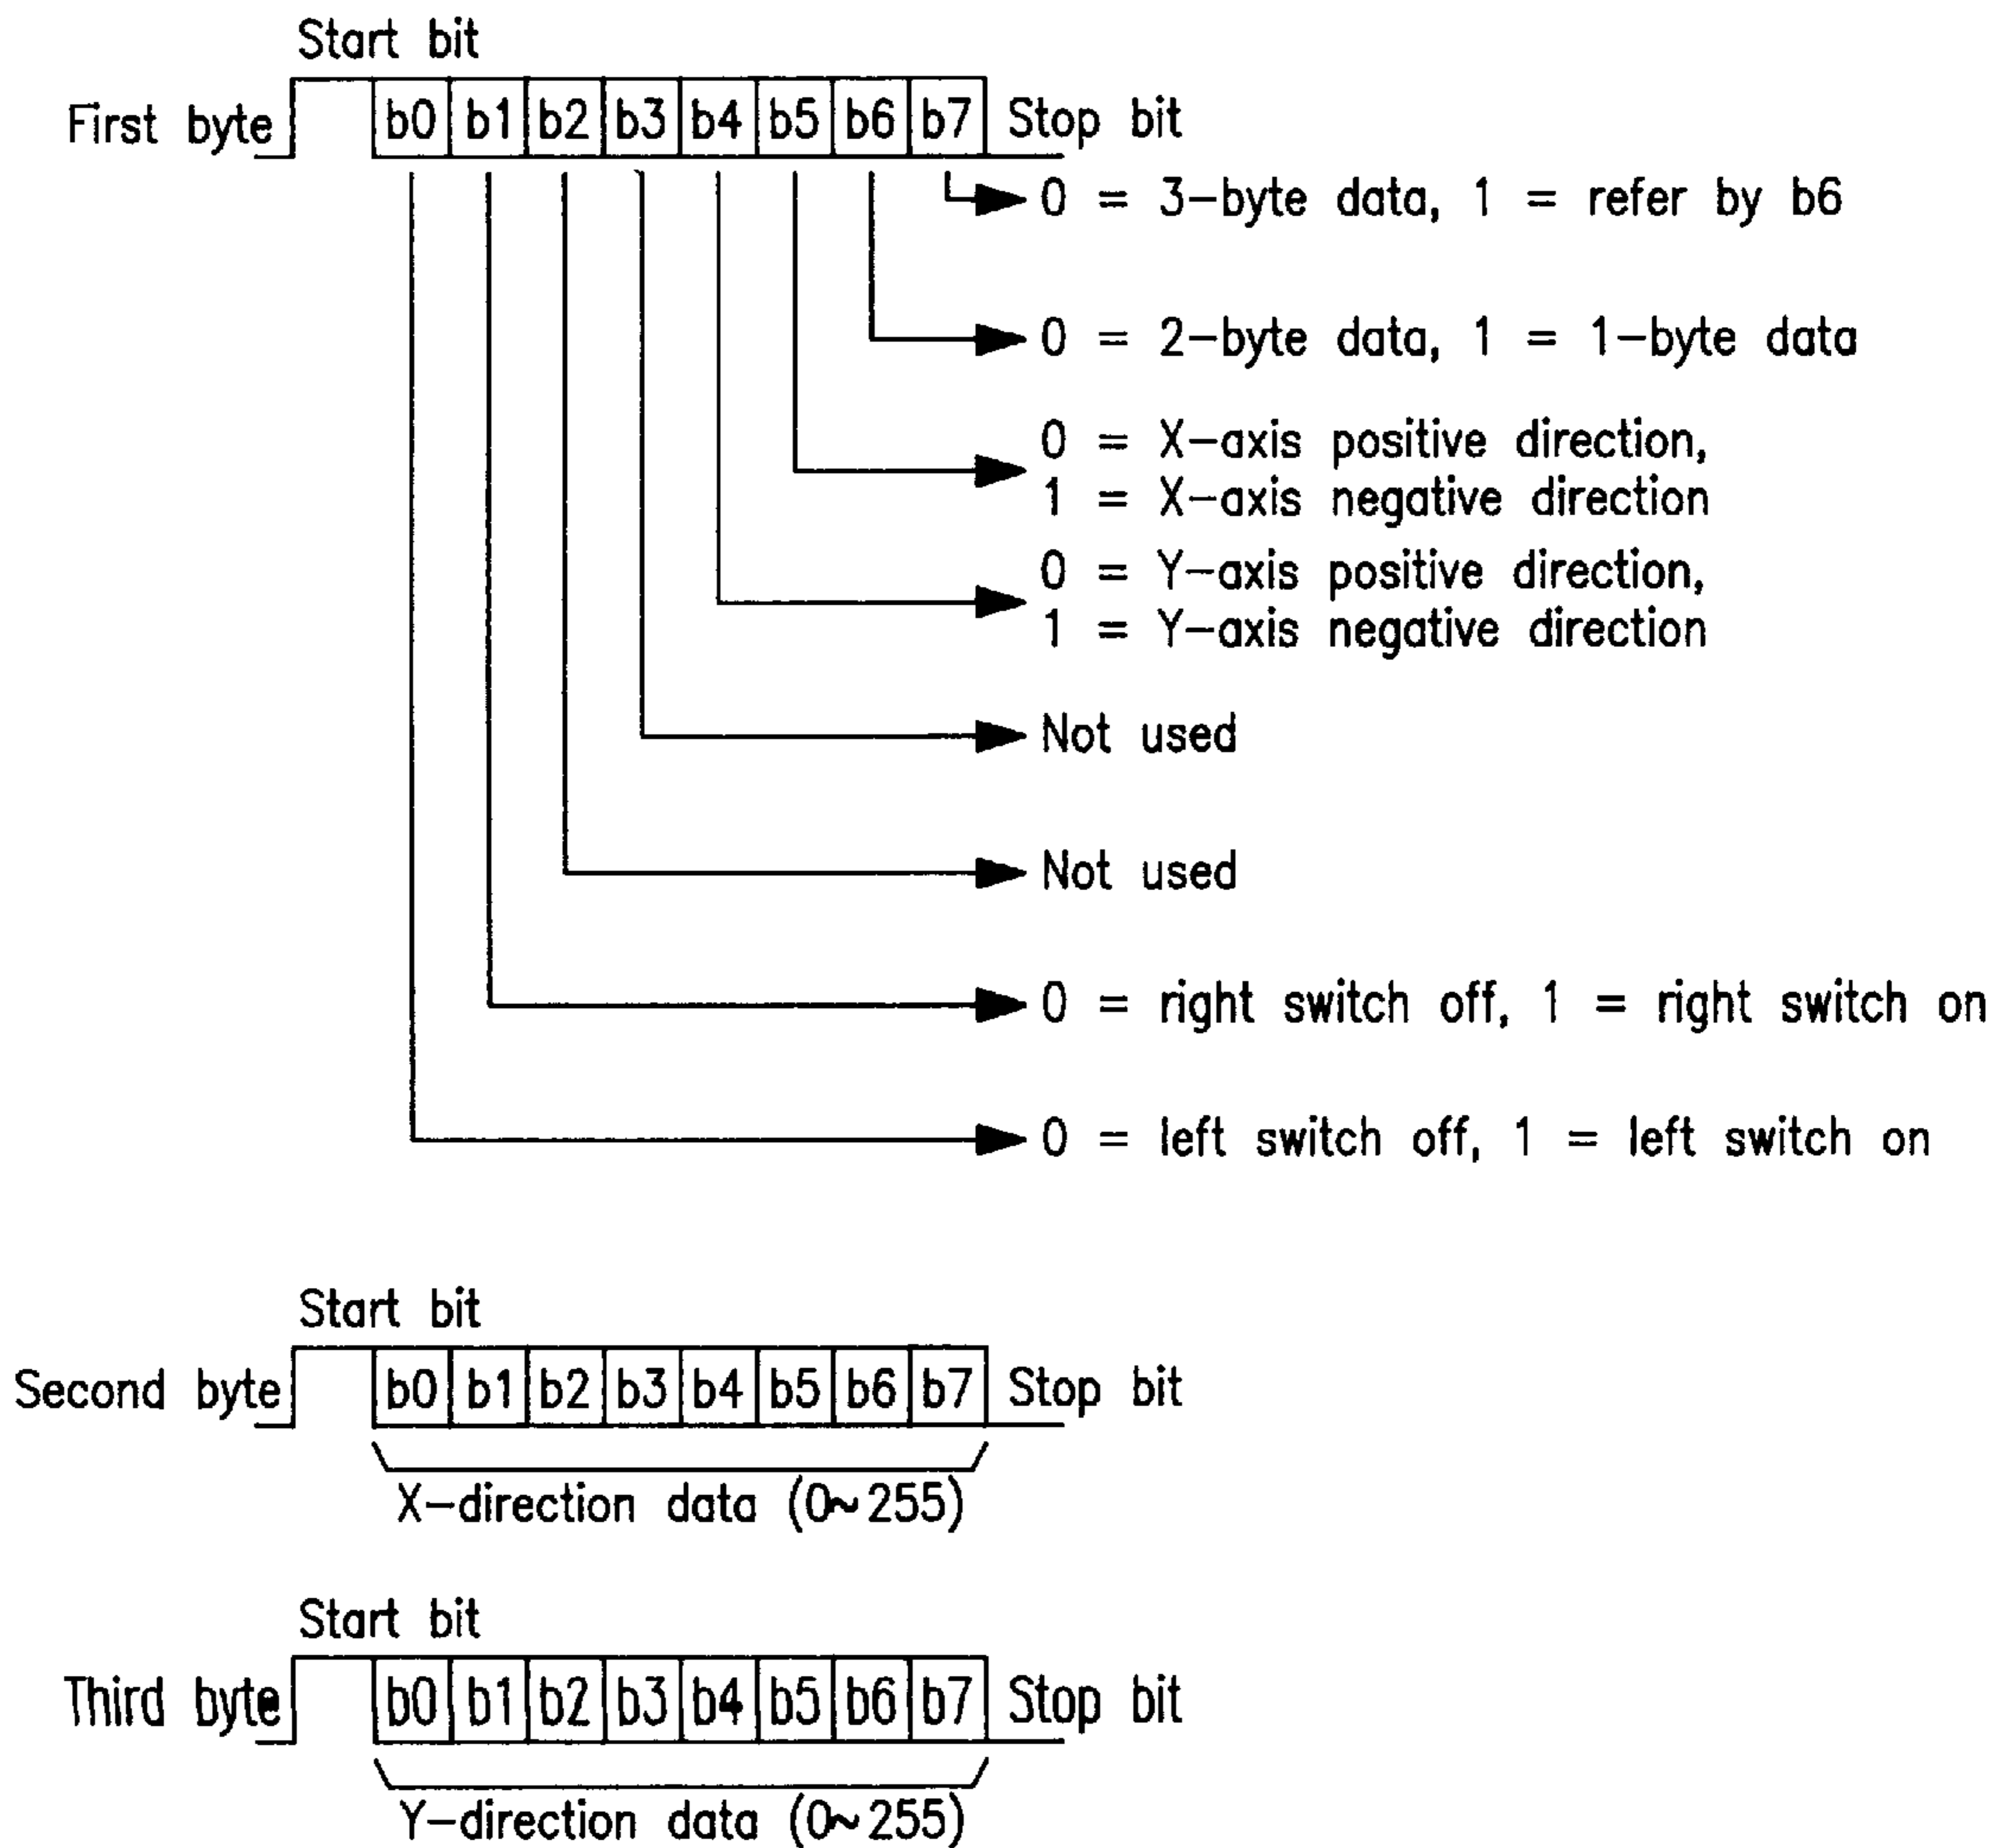 Start bit
First byte b0 b1 b2 b3 b4 b5 b6 b7 Stop bit
0 = 3-byte data, 1 = refer by b6
0 = 2-byte data, 1 = 1-byte data
0 = X-axis positive direction,
1 = X-axis negative direction
0 = Y-axis positive direction,
1 = Y-axis negative direction
Not used
Not used
0 = right switch off, 1 = right switch on
0 = left switch off, 1 = left switch on
Start bit
Second byte b0 b1 b2 b3 b4 b5 b6 b7 Stop bit
X-direction data (0~255)
Start bit
Third byte b0 b1 b2 b3 b4 b5 b6 b7 Stop bit
Y-direction data (0~255)